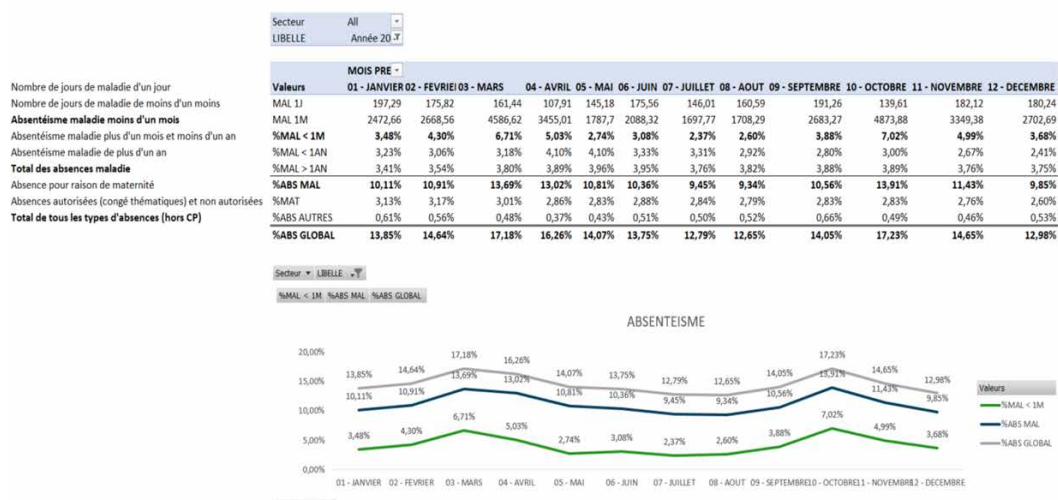 Secteur All
LIBELLE Année 20
MOIS PRE
Nombre de jours de maladie d'un jour Valeurs 01 - JANVIER 02 - FEVRIEI 03 - MARS 04 - AVRIL 05 - MAI 06 - JUIN 07 - JUILLET 08 - AOUT 09 - SEPTEMBRE 10 - OCTOBRE 11 - NOVEMBRE 12 - DECEMBRE
Nombre de jours de maladie de moins d'un moins MAL 1J 197,29 175,82 161,44 107,91 145,18 175,56 146,01 160,59 191,26 139,61 182,12 180,24
Absentéisme maladie moins d'un mois MAL 1M 2472,66 2668,56 4586,62 3455,01 1787,7 2088,32 1697,77 1708,29 2683,27 4873,88 3349,38 2702,69
Absentéisme maladie plus d'un mois et moins d'un an %MAL < 1M 3,48% 4,30% 6,71% 5,03% 2,74% 3,08% 2,37% 2,60% 3,88% 7,02% 4,99% 3,68%
Absentéisme maladie de plus d'un an %MAL < 1AN 3,23% 3,06% 3,18% 4,10% 4,10% 3,33% 3,31% 2,92% 2,80% 3,00% 2,67% 2,41%
Total des absences maladie %MAL > 1AN 3,41% 3,54% 3,80% 3,89% 3,96% 3,95% 3,76% 3,82% 3,88% 3,89% 3,76% 3,75%
Absence pour raison de maternité %ABS MAL 10,11% 10,91% 13,69% 13,02% 10,81% 10,36% 9,45% 9,34% 10,56% 13,91% 11,43% 9,85%
Absences autorisées (congé thématiques) et non autorisées %MAT 3,13% 3,17% 3,01% 2,86% 2,83% 2,88% 2,84% 2,79% 2,83% 2,83% 2,76% 2,60%
Total de tous les types d'absences (hors CP) %ABS AUTRES 0,61% 0,56% 0,48% 0,37% 0,43% 0,51% 0,50% 0,52% 0,66% 0,49% 0,46% 0,53%
%ABS GLOBAL 13,85% 14,64% 17,18% 16,26% 14,07% 13,75% 12,79% 12,65% 14,05% 17,23% 14,65% 12,98%
Secteur LIBELLE
%MAL < 1M %ABS MAL %ABS GLOBAL
ABSENTEISME
20,00%
15,00%
10,00%
5,00%
0,00%
13,85% 14,64% 17,18% 16,26% 14,07% 13,75% 12,79% 12,65% 14,05% 17,23% 14,65% 12,98%
10,11% 10,91% 13,69% 13,02% 10,81% 10,36% 9,45% 9,34% 10,56% 13,91% 11,43% 9,85%
3,48% 4,30% 6,71% 5,03% 2,74% 3,08% 2,37% 2,60% 3,88% 7,02% 4,99% 3,68%
01 - JANVIER 02 - FEVRIER 03 - MARS 04 - AVRIL 05 - MAI 06 - JUIN 07 - JUILLET 08 - AOUT 09 - SEPTEMBRE 10 - OCTOBRE 11 - NOVEMBRE 12 - DECEMBRE
Valeurs
%MAL < 1M
%ABS MAL
%ABS GLOBAL